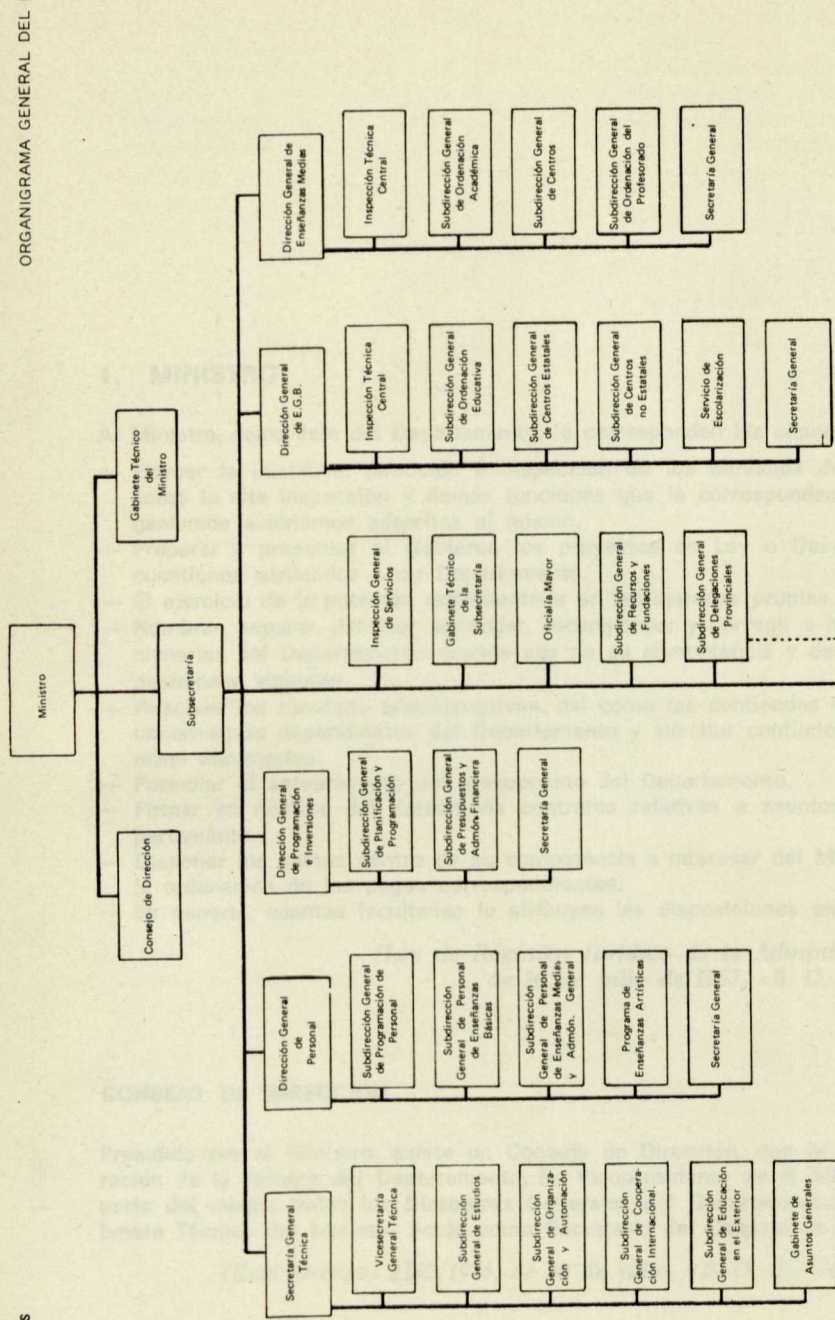 ORGANIGRAMA GENERAL DEL
Ministro
Consejo de Dirección
Gabinete Técnico
del
Ministro
Subsecretaría
Secretaría General
Técnica
Vicesecretaría
General Técnica
Subdirección
General de Estudios
Subdirección
General de Organiza-
ción y Automación
Subdirección
General de Coopera-
ción Internacional.
Subdirección
General de Educación
en el Exterior
Gabinete de
Asuntos Generales
Dirección General
de
Personal
Subdirección General
de Programación de
Personal
Subdirección
General de Personal
de Enseñanzas
Básicas
Subdirección
General de Personal
de Enseñanzas Medias
y Admón. General
Programa de
Enseñanzas Artísticas
Secretaría General
Dirección General
de Programación
e Inversiones
Subdirección General
de Planificación y
Programación
Subdirección General
de Presupuestos y
Admón. Financiera
Secretaría General
Inspección General
de Servicios
Gabinete Técnico
de la
Subsecretaría
Oficialía Mayor
Subdirección General
de Recursos y
Fundaciones
Subdirección General
de Delegaciones
Provinciales
Dirección General
de E.G.B.
Inspección Técnica
Central
Subdirección General
de Ordenación
Educativa
Subdirección General
de Centros Estatales
Subdirección General
de Centros
no Estatales
Servicio de
Escolarización
Secretaría General
Dirección General de
Enseñanzas Medias
Inspección Técnica
Central
Subdirección General
de Ordenación
Académica
Subdirección General
de Centros
Subdirección General
de Ordenación del
Profesorado
Secretaría General